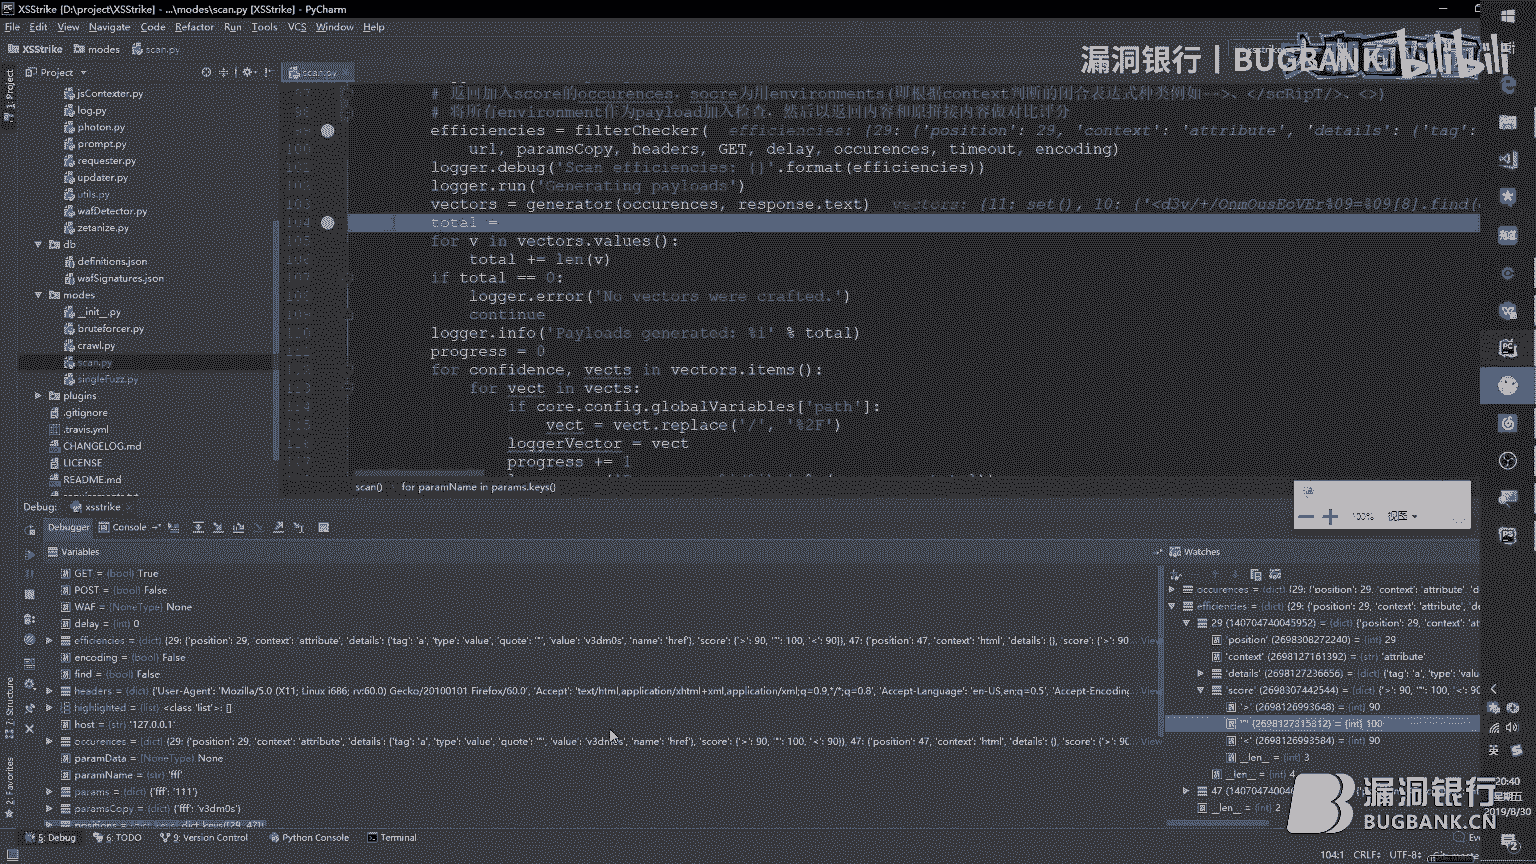 XSStrike [D:\project\XSStrike] - ...\modes\scan.py [XSStrike] - PyCharm
File Edit View Navigate Code Refactor Run Tools VCS Window Help
XSStrike modes scan.py
漏洞银行 | BUGBANK bilibili
Project
scan.py
1: Project
jsContexter.py
log.py
photon.py
prompt.py
requester.py
updater.py
utils.py
wafDetector.py
zetanize.py
db
definitions.json
wafSignatures.json
modes
__init__.py
bruteforcer.py
crawl.py
scan.py
singleFuzz.py
plugins
.gitignore
.travis.yml
CHANGELOG.md
LICENSE
README.md
# 返回加入score的occurences. socre为用environments(即根据context判断的闭合表达式种类例如-->、</scRipT/>、<>)
# 将所有environment作为payload加入检查，然后以返回内容和原拼接内容做对比评分
efficiencies = filterChecker( efficiencies: {29: {'position': 29, 'context': 'attribute', 'details': {'tag':
url, paramsCopy, headers, GET, delay, occurences, timeout, encoding)
logger.debug('Scan efficiencies: {}'.format(efficiencies))
logger.run('Generating payloads')
vectors = generator(occurences, response.text) vectors: {11: set(), 10: {'<d3v/+/OnmOusEoVEr%09=%09[8].find(
total =
for v in vectors.values():
total += len(v)
if total == 0:
logger.error('No vectors were crafted.')
continue
logger.info('Payloads generated: %i' % total)
progress = 0
for confidence, vects in vectors.items():
for vect in vects:
if core.config.globalVariables['path']:
vect = vect.replace('/', '%2F')
loggerVector = vect
progress += 1
scan() for paramName in params.keys()
100% 视图
Debug: xsstrike
Debugger Console
Variables
GET = {bool} True
POST = {bool} False
WAF = {NoneType} None
delay = {int} 0
efficiencies = {dict} {29: {'position': 29, 'context': 'attribute', 'details': {'tag': 'a', 'type': 'value', 'quote': '"', 'value': 'v3dm0s', 'name': 'href'}, 'score': {'>': 90, '"': 100, '<': 90}}, 47: {'position': 47, 'context': 'html', 'details': {}, 'score': {'>': 90... View
encoding = {bool} False
find = {bool} False
headers = {dict} {'User-Agent': 'Mozilla/5.0 (X11; Linux i686; rv:60.0) Gecko/20100101 Firefox/60.0', 'Accept': 'text/html,application/xhtml+xml,application/xml;q=0.9,*/*;q=0.8', 'Accept-Language': 'en-US,en;q=0.5', 'Accept-Encoding... View
highlighted = {<class 'list'>: []
host = {str} '127.0.0.1'
occurences = {dict} {29: {'position': 29, 'context': 'attribute', 'details': {'tag': 'a', 'type': 'value', 'quote': '"', 'value': 'v3dm0s', 'name': 'href'}, 'score': {'>': 90, '"': 100, '<': 90}}, 47: {'position': 47, 'context': 'html', 'details': {}, 'score': {'>': 90... View
paramData = {NoneType} None
paramName = {str} 'fff'
params = {dict} {'fff': '111'}
paramsCopy = {dict} {'fff': 'v3dm0s'}
Watches
occurences = {dict} {29: {'position': 29, 'context': 'attribute', 'de
efficiencies = {dict} {29: {'position': 29, 'context': 'attribute', 'de
29 (140704740045952) = {dict} {'position': 29, 'context': 'att
'position' (2698308272240) = {int} 29
'context' (2698127161392) = {str} 'attribute'
'details' (2698127236656) = {dict} {'tag': 'a', 'type': 'valu
'score' (2698307442544) = {dict} {'>': 90, '"': 100, '<': 90
'>' (2698126993648) = {int} 90
'"' (2698127815812) = {int} 100
'<' (2698126993584) = {int} 90
__len__ = {int} 3
__len__ = {int} 4
__len__ = {int} 2
7: Structure
2: Favorites
英
20:40
星期五
2019/8/30
漏洞银行
BUGBANK.CN
5: Debug 6: TODO 9: Version Control Python Console Terminal
104:1 CRLF UTF-8